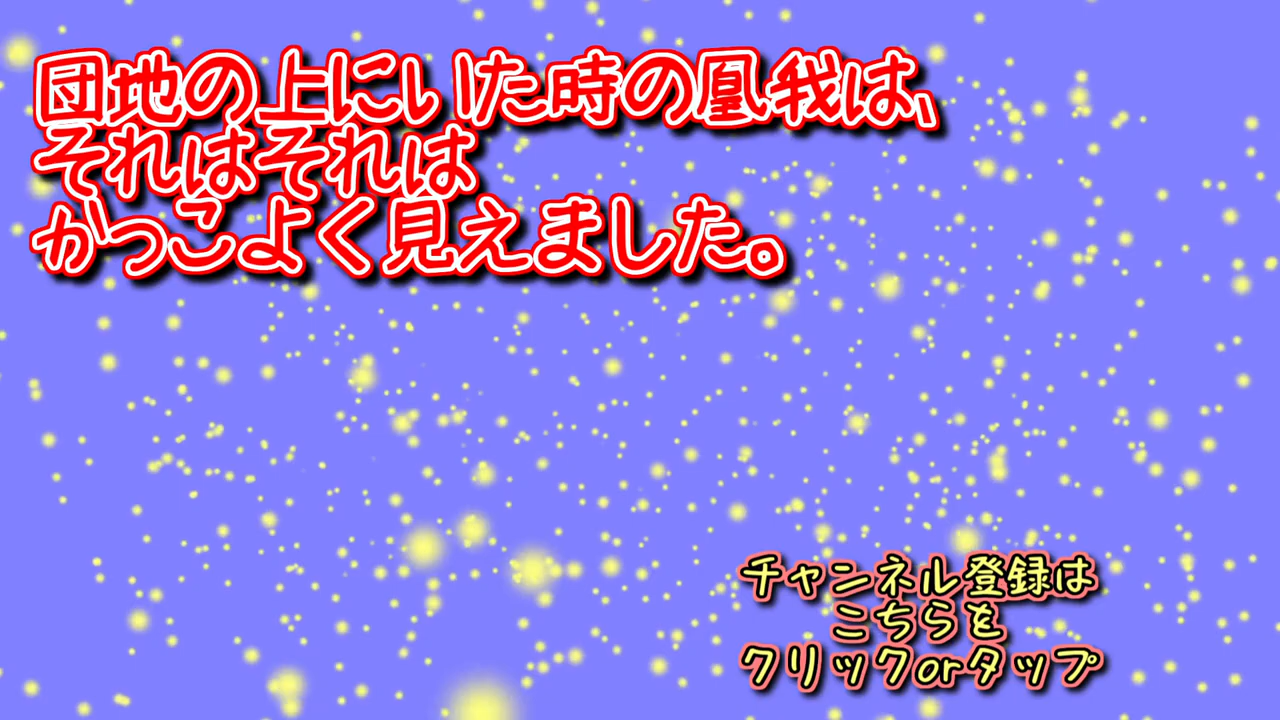 団地の上にいた時の凰我は、
それはそれは
かっこよく見えました。
チャンネル登録は
こちらを
クリックorタップ